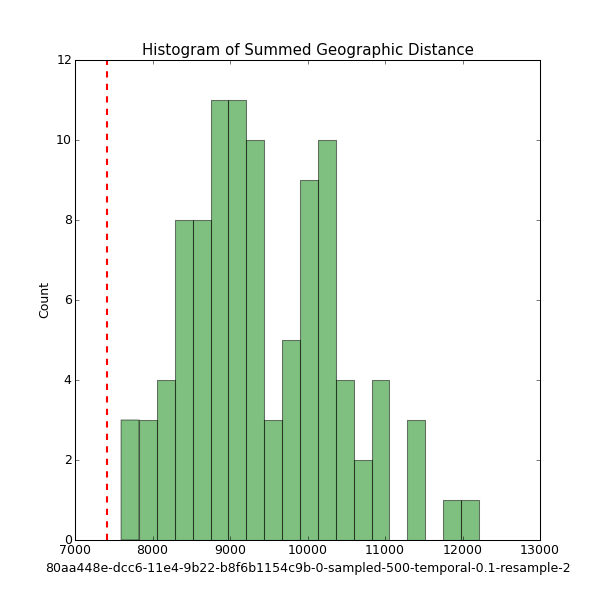 Histogram of Summed Geographic Distance
12
10
8
6
4
2
0
Count
7000 8000 9000 10000 11000 12000 13000
80aa448e-dcc6-11e4-9b22-b8f6b1154c9b-0-sampled-500-temporal-0.1-resample-2